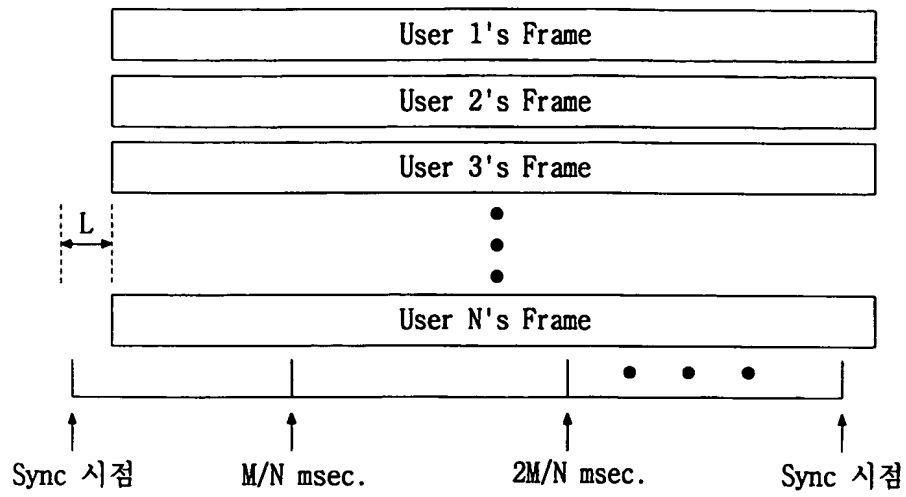 User 1's Frame
User 2's Frame
User 3's Frame
L
User N's Frame
Sync 시점
M/N msec.
2M/N msec.
Sync 시점